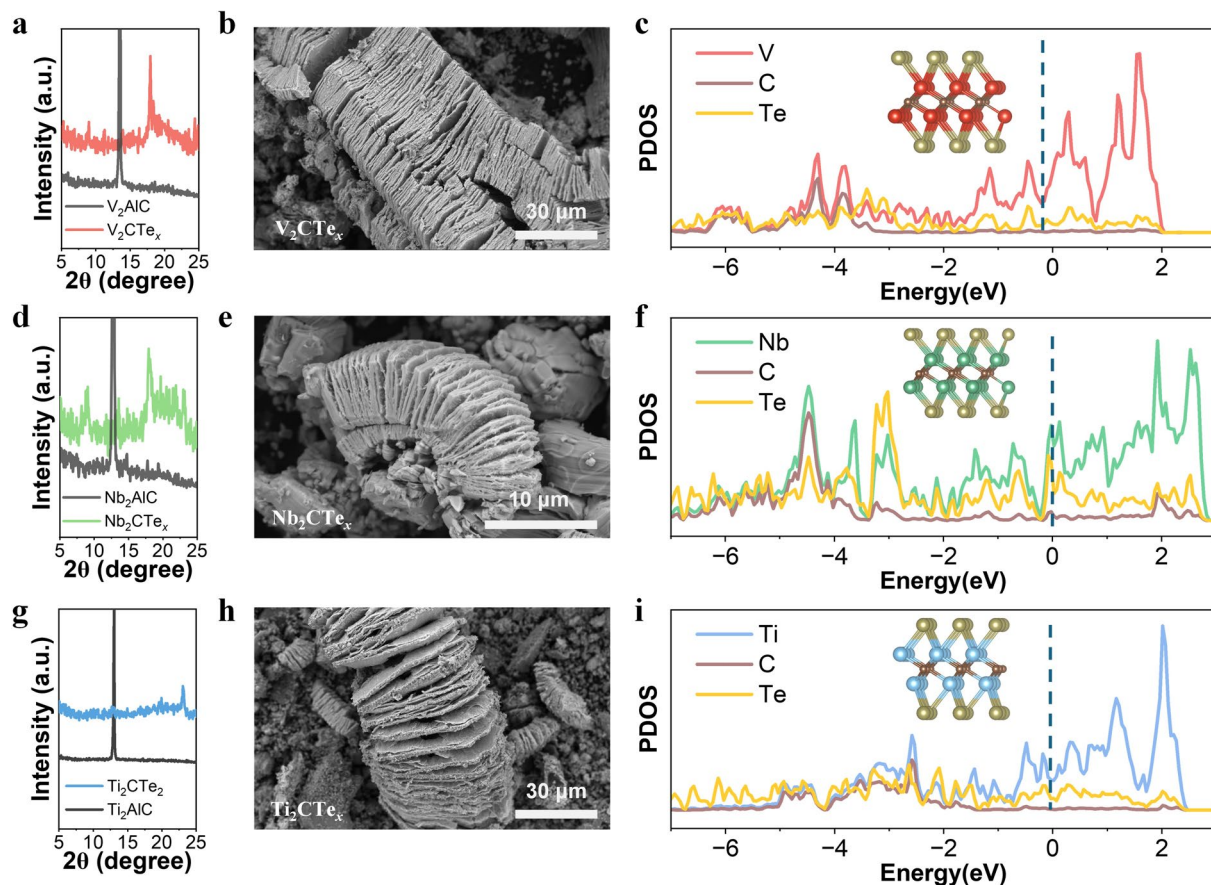 a
Intensity (a.u.)
V₂AlC
V₂CTeₓ
5 10 15 20 25
2θ (degree)
b
V₂CTeₓ
30 µm
c
PDOS
V
C
Te
−6 −4 −2 0 2
Energy(eV)
d
Intensity (a.u.)
Nb₂AlC
Nb₂CTeₓ
5 10 15 20 25
2θ (degree)
e
Nb₂CTeₓ
10 µm
f
PDOS
Nb
C
Te
−6 −4 −2 0 2
Energy(eV)
g
Intensity (a.u.)
Ti₂CTe₂
Ti₂AlC
5 10 15 20 25
2θ (degree)
h
Ti₂CTeₓ
30 µm
i
PDOS
Ti
C
Te
−6 −4 −2 0 2
Energy(eV)